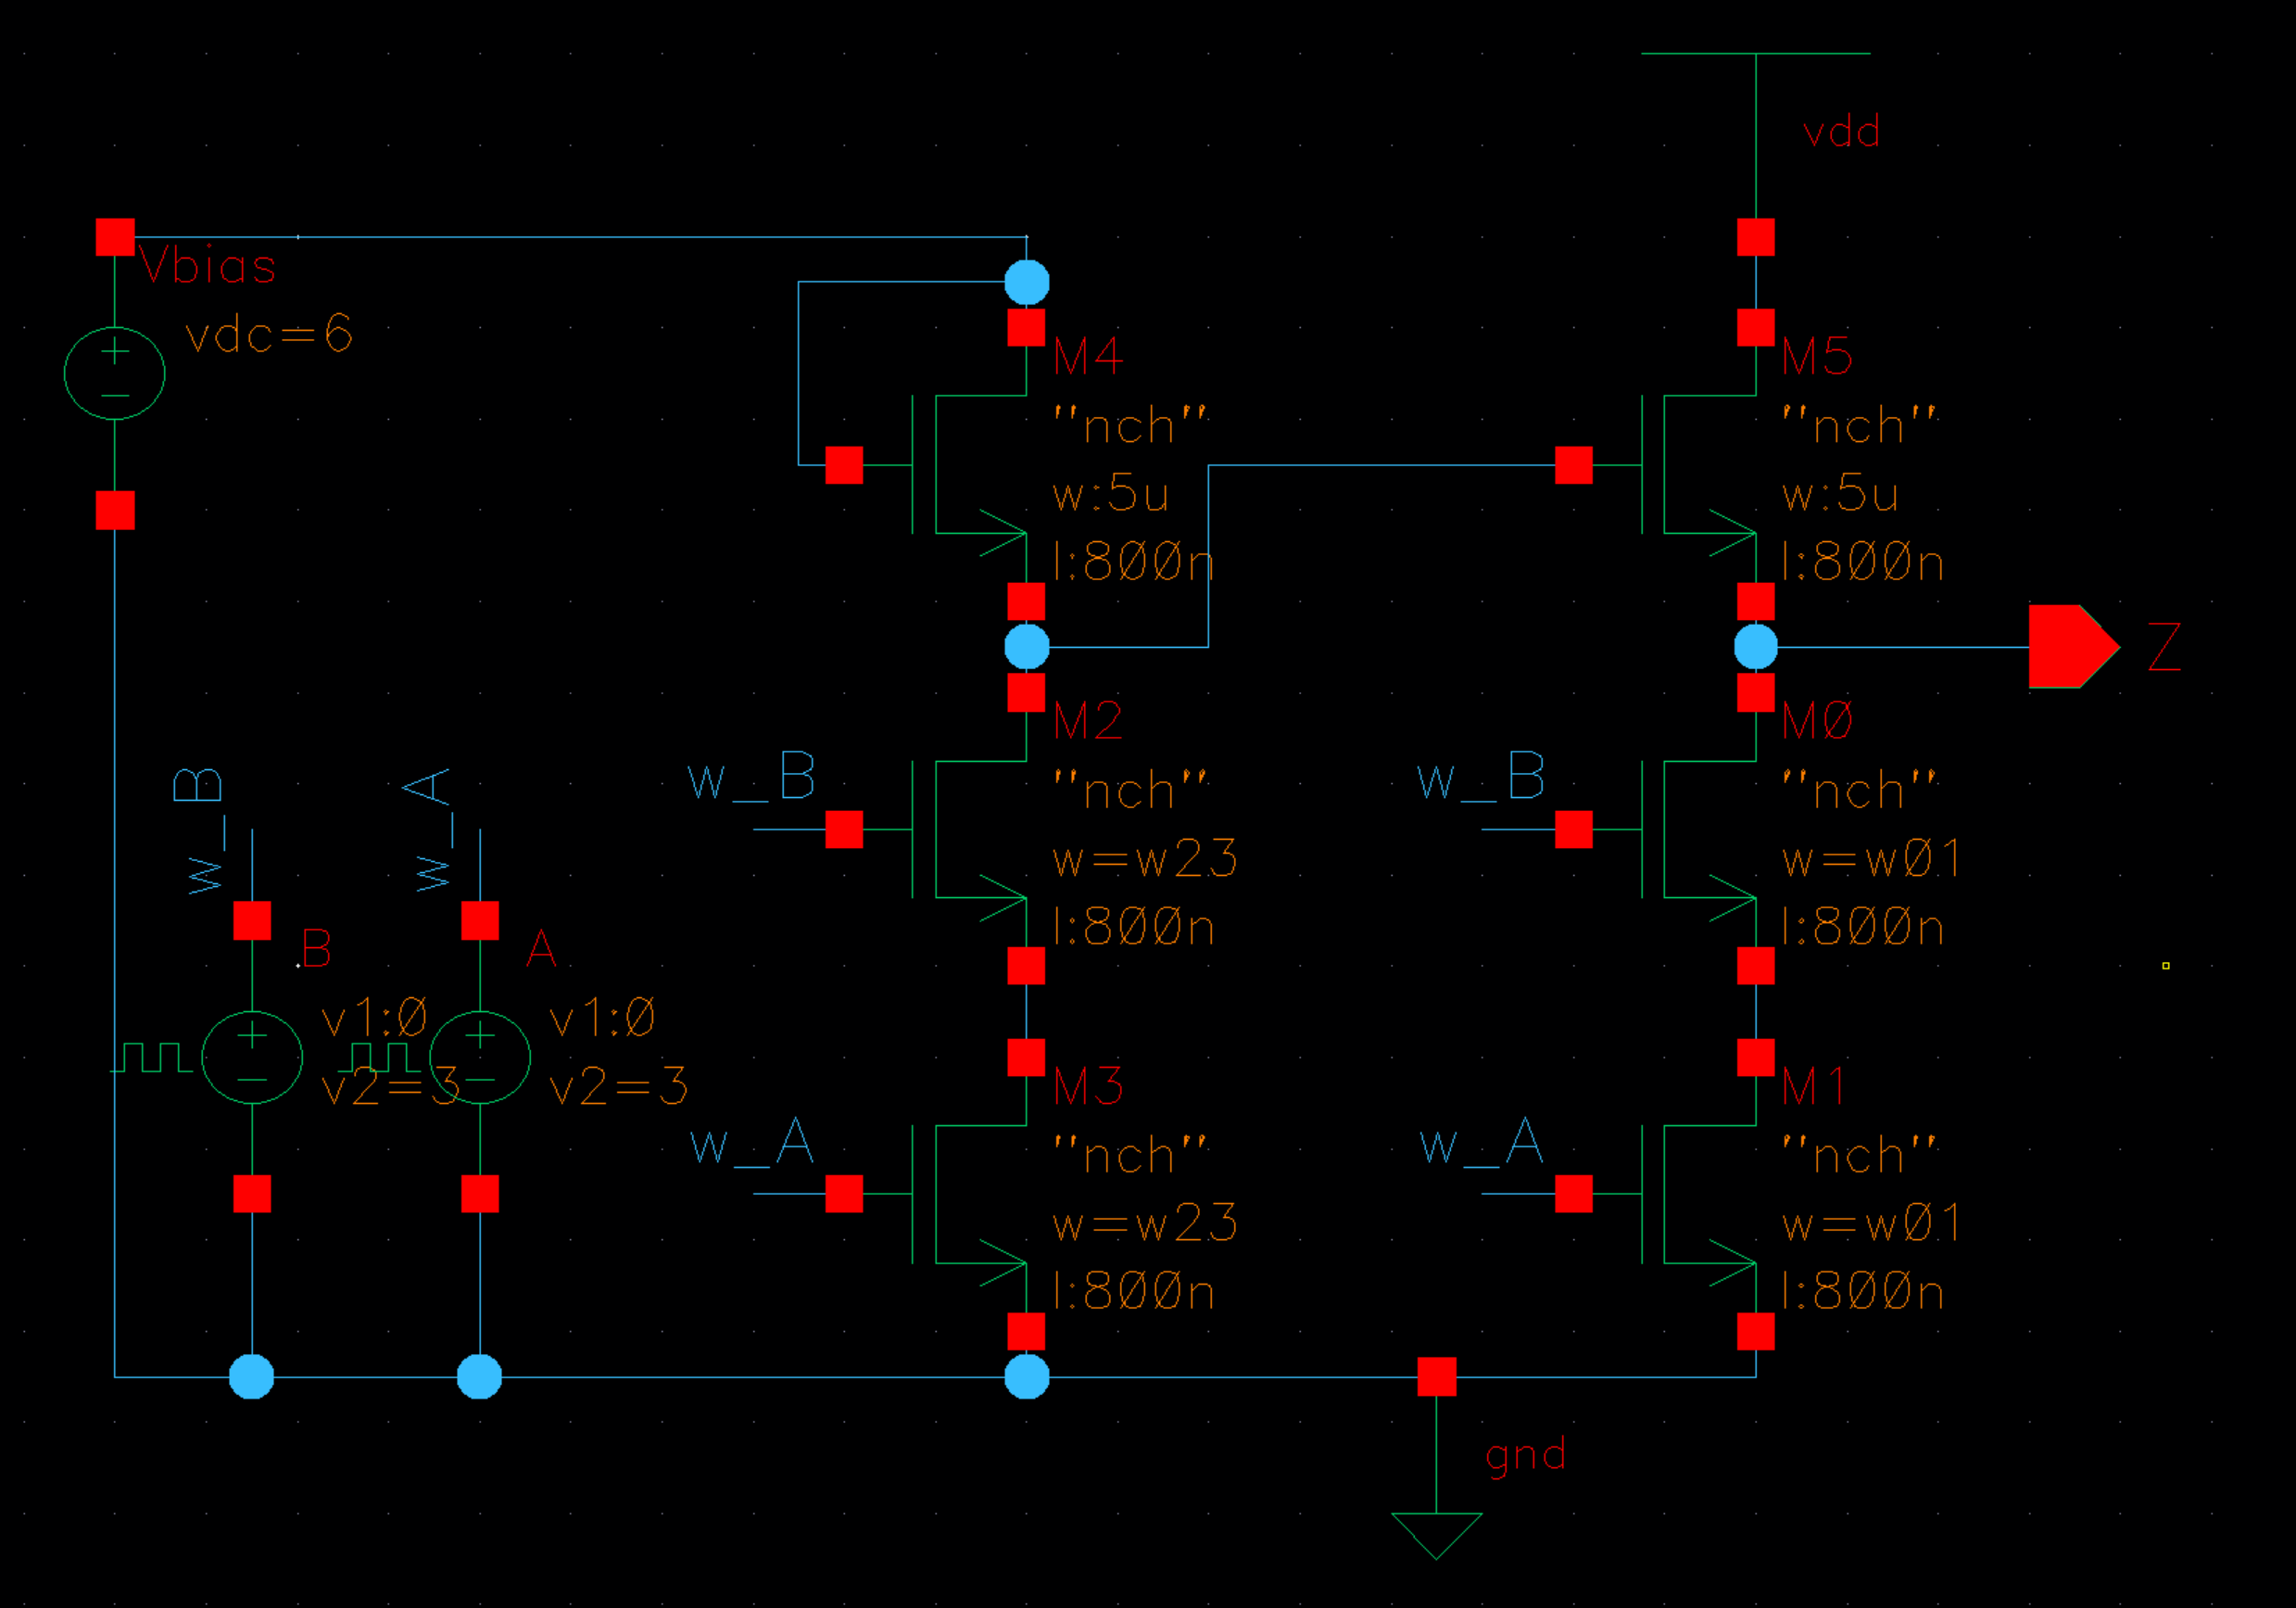 vdd
Vbias
vdc=6
M4
"nch"
w:5u
l:800n
M5
"nch"
w:5u
l:800n
Z
M2
"nch"
w=w23
l:800n
M0
"nch"
w=w01
l:800n
w_B
w_A
w_B
w_B
B
v1:0
v2=3
A
v1:0
v2=3
M3
"nch"
w=w23
l:800n
M1
"nch"
w=w01
l:800n
w_A
w_A
gnd